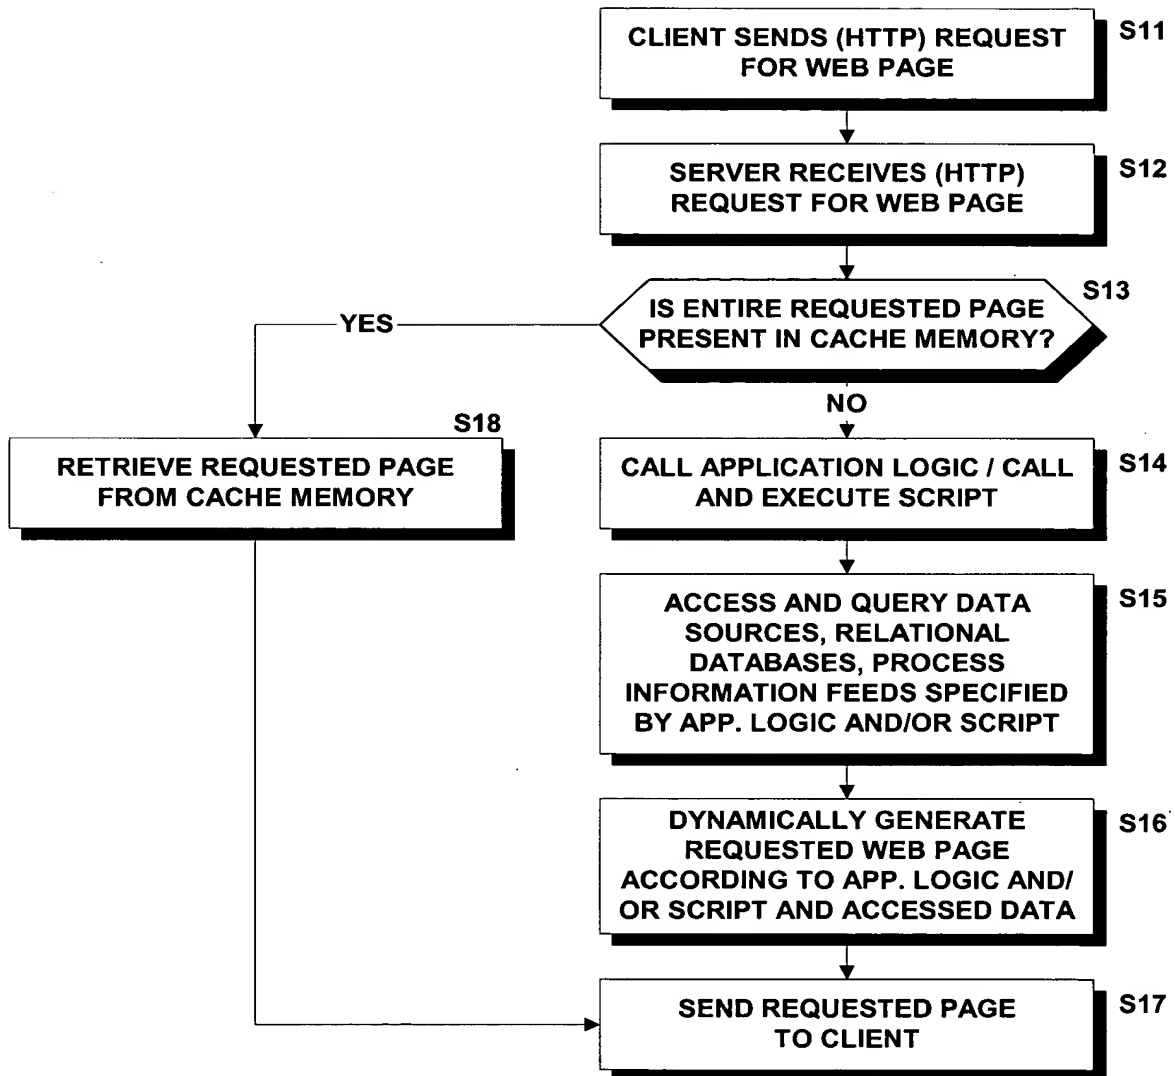 CLIENT SENDS (HTTP) REQUEST
FOR WEB PAGE
S11
SERVER RECEIVES (HTTP)
REQUEST FOR WEB PAGE
S12
IS ENTIRE REQUESTED PAGE
PRESENT IN CACHE MEMORY?
S13
YES
NO
S18
RETRIEVE REQUESTED PAGE
FROM CACHE MEMORY
CALL APPLICATION LOGIC / CALL
AND EXECUTE SCRIPT
S14
ACCESS AND QUERY DATA
SOURCES, RELATIONAL
DATABASES, PROCESS
INFORMATION FEEDS SPECIFIED
BY APP. LOGIC AND/OR SCRIPT
S15
DYNAMICALLY GENERATE
REQUESTED WEB PAGE
ACCORDING TO APP. LOGIC AND/
OR SCRIPT AND ACCESSED DATA
S16
SEND REQUESTED PAGE
TO CLIENT
S17